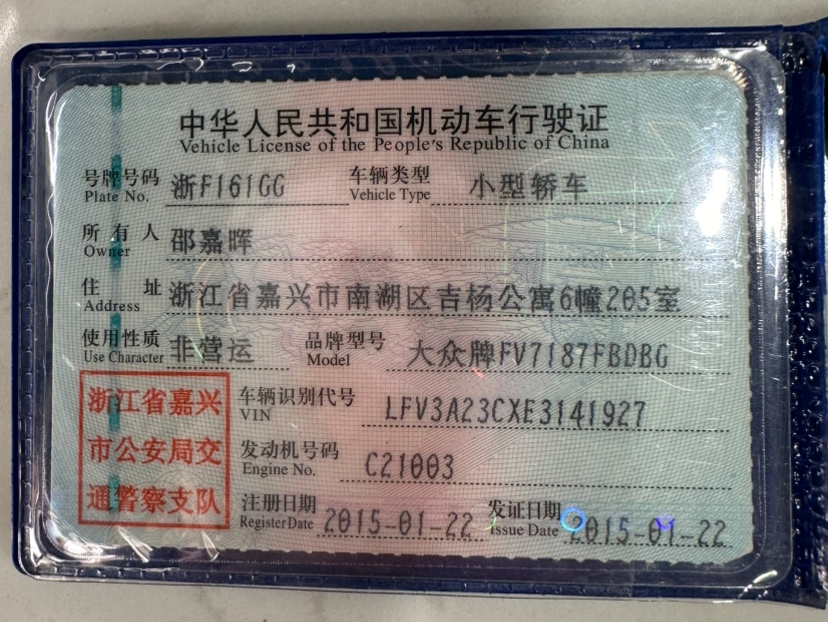 中华人民共和国机动车行驶证
Vehicle License of the People's Republic of China
号牌号码 浙F161GG 车辆类型 小型轿车
Plate No. Vehicle Type
所有人 邵嘉晖
Owner
住址 浙江省嘉兴市南湖区吉杨公寓6幢205室
Address
使用性质 非营运 品牌型号 大众牌FV7187FBDBG
Use Character Model
浙江省嘉兴
市公安局交
通警察支队
车辆识别代号 LFV3A23CXE3141927
VIN
发动机号码 C21003
Engine No.
注册日期 2015-01-22 发证日期 2015-01-22
Register Date Issue Date